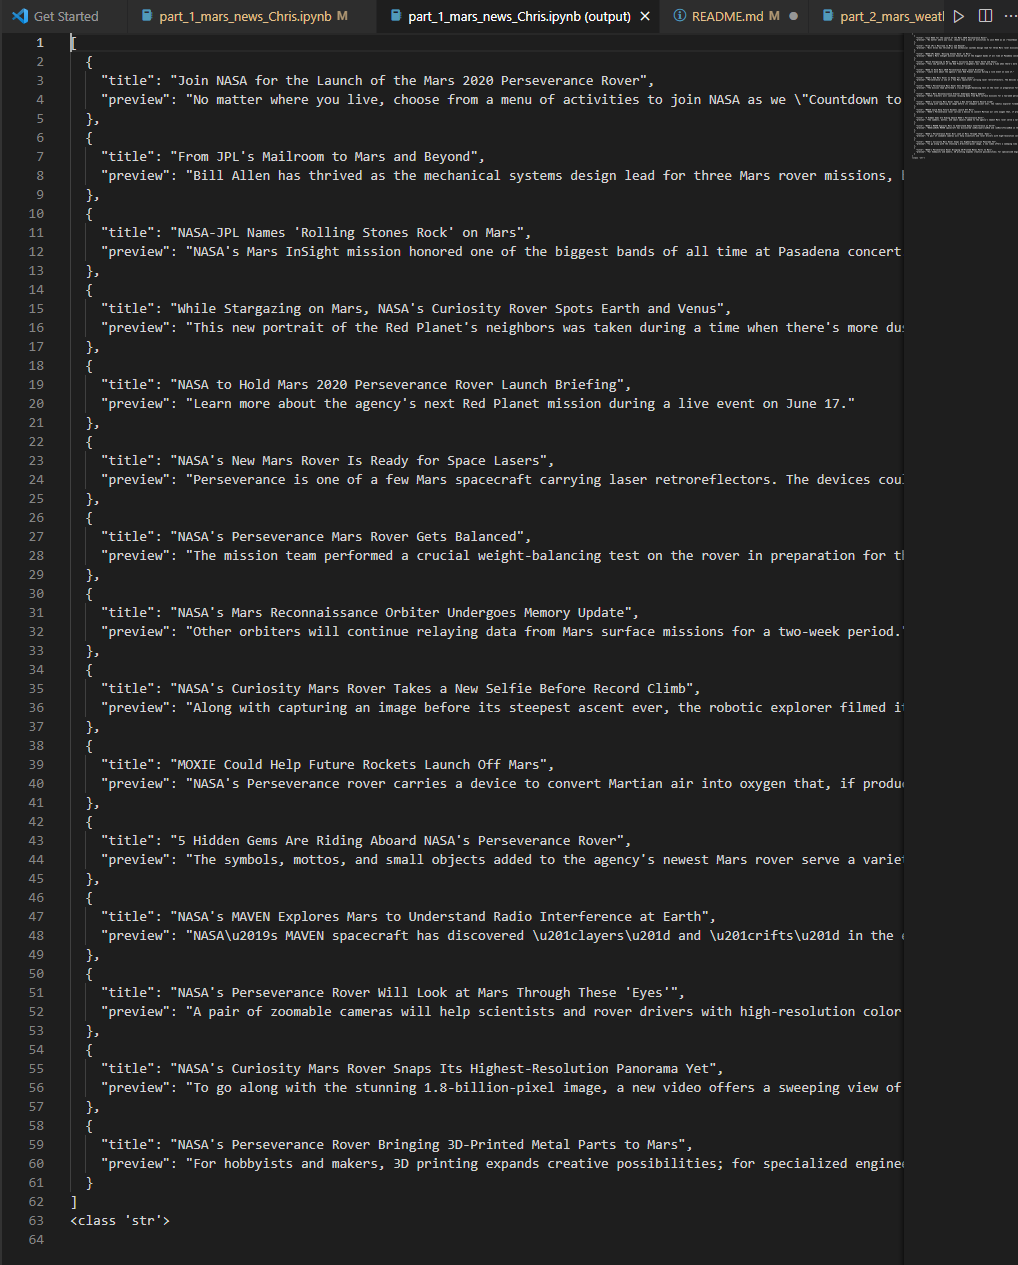 Get Started part_1_mars_news_Chris.ipynb M part_1_mars_news_Chris.ipynb (output) README.md M part_2_mars_weat
1 [
2 {
3 "title": "Join NASA for the Launch of the Mars 2020 Perseverance Rover",
4 "preview": "No matter where you live, choose from a menu of activities to join NASA as we \"Countdown to
5 },
6 {
7 "title": "From JPL's Mailroom to Mars and Beyond",
8 "preview": "Bill Allen has thrived as the mechanical systems design lead for three Mars rover missions,
9 },
10 {
11 "title": "NASA-JPL Names 'Rolling Stones Rock' on Mars",
12 "preview": "NASA's Mars InSight mission honored one of the biggest bands of all time at Pasadena concert
13 },
14 {
15 "title": "While Stargazing on Mars, NASA's Curiosity Rover Spots Earth and Venus",
16 "preview": "This new portrait of the Red Planet's neighbors was taken during a time when there's more dus
17 },
18 {
19 "title": "NASA to Hold Mars 2020 Perseverance Rover Launch Briefing",
20 "preview": "Learn more about the agency's next Red Planet mission during a live event on June 17."
21 },
22 {
23 "title": "NASA's New Mars Rover Is Ready for Space Lasers",
24 "preview": "Perseverance is one of a few Mars spacecraft carrying laser retroreflectors. The devices coul
25 },
26 {
27 "title": "NASA's Perseverance Mars Rover Gets Balanced",
28 "preview": "The mission team performed a crucial weight-balancing test on the rover in preparation for th
29 },
30 {
31 "title": "NASA's Mars Reconnaissance Orbiter Undergoes Memory Update",
32 "preview": "Other orbiters will continue relaying data from Mars surface missions for a two-week period."
33 },
34 {
35 "title": "NASA's Curiosity Mars Rover Takes a New Selfie Before Record Climb",
36 "preview": "Along with capturing an image before its steepest ascent ever, the robotic explorer filmed it
37 },
38 {
39 "title": "MOXIE Could Help Future Rockets Launch Off Mars",
40 "preview": "NASA's Perseverance rover carries a device to convert Martian air into oxygen that, if produ
41 },
42 {
43 "title": "5 Hidden Gems Are Riding Aboard NASA's Perseverance Rover",
44 "preview": "The symbols, mottos, and small objects added to the agency's newest Mars rover serve a variet
45 },
46 {
47 "title": "NASA's MAVEN Explores Mars to Understand Radio Interference at Earth",
48 "preview": "NASA\u2019s MAVEN spacecraft has discovered \u201clayers\u201d and \u201crifts\u201d in the e
49 },
50 {
51 "title": "NASA's Perseverance Rover Will Look at Mars Through These 'Eyes'",
52 "preview": "A pair of zoomable cameras will help scientists and rover drivers with high-resolution color
53 },
54 {
55 "title": "NASA's Curiosity Mars Rover Snaps Its Highest-Resolution Panorama Yet",
56 "preview": "To go along with the stunning 1.8-billion-pixel image, a new video offers a sweeping view of
57 },
58 {
59 "title": "NASA's Perseverance Rover Bringing 3D-Printed Metal Parts to Mars",
60 "preview": "For hobbyists and makers, 3D printing expands creative possibilities; for specialized engine
61 }
62 ]
63 <class 'str'>
64